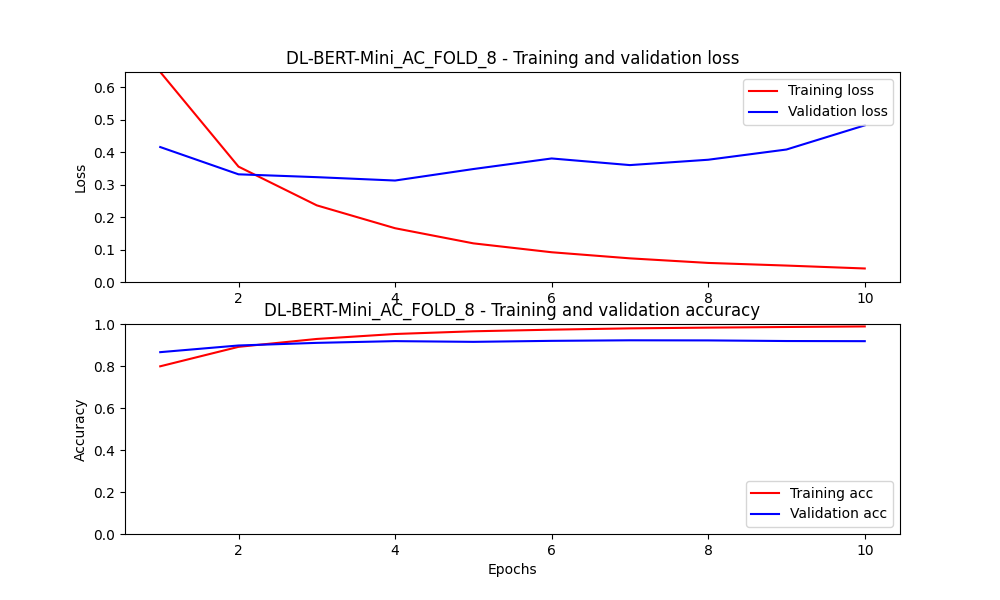 DL-BERT-Mini_AC_FOLD_8 - Training and validation loss
Loss
0.6
0.5
0.4
0.3
0.2
0.1
0.0
Training loss
Validation loss
2 4 6 8 10
DL-BERT-Mini_AC_FOLD_8 - Training and validation accuracy
Accuracy
1.0
0.8
0.6
0.4
0.2
0.0
Training acc
Validation acc
2 4 6 8 10
Epochs